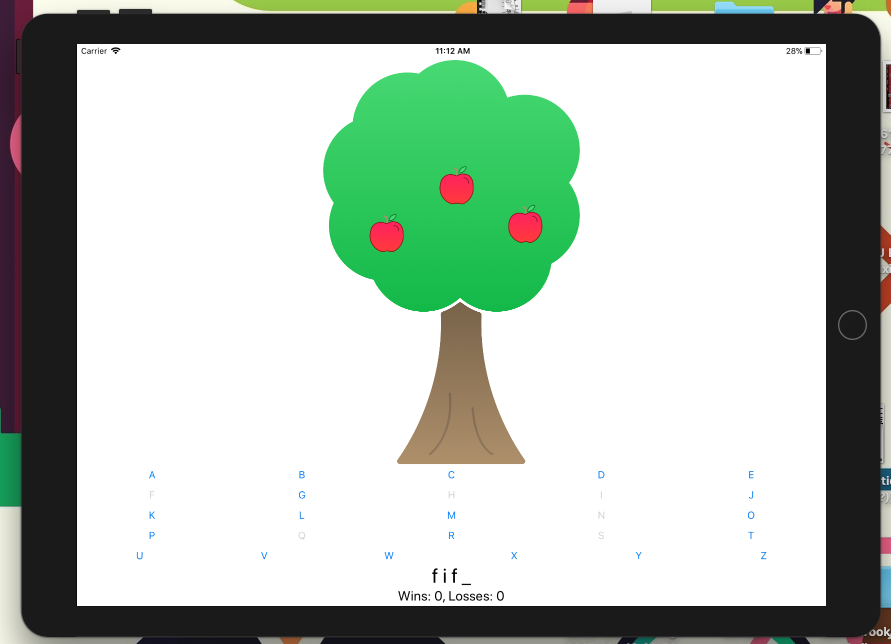 Carrier 11:12 AM 28%
A B C D E
F G H I J
K L M N O
P Q R S T
U V W X Y Z
f i f _
Wins: 0, Losses: 0